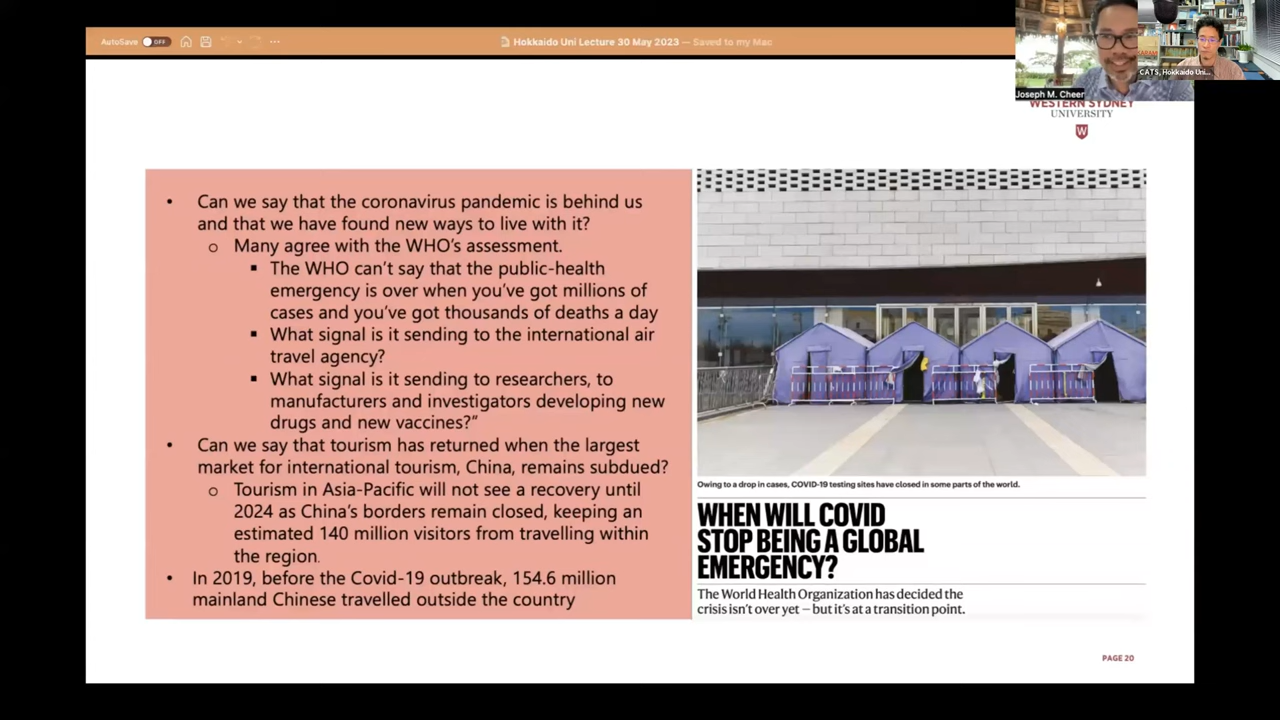 AutoSave OFF
Hokkaido Uni Lecture 30 May 2023 — Saved to my Mac
Joseph M. Cheer
CATS, Hokkaido Uni...
WESTERN SYDNEY
UNIVERSITY
W
• Can we say that the coronavirus pandemic is behind us
and that we have found new ways to live with it?
o Many agree with the WHO's assessment.
▪ The WHO can't say that the public-health
emergency is over when you've got millions of
cases and you've got thousands of deaths a day
▪ What signal is it sending to the international air
travel agency?
▪ What signal is it sending to researchers, to
manufacturers and investigators developing new
drugs and new vaccines?"
• Can we say that tourism has returned when the largest
market for international tourism, China, remains subdued?
o Tourism in Asia-Pacific will not see a recovery until
2024 as China's borders remain closed, keeping an
estimated 140 million visitors from travelling within
the region.
• In 2019, before the Covid-19 outbreak, 154.6 million
mainland Chinese travelled outside the country
Owing to a drop in cases, COVID-19 testing sites have closed in some parts of the world.
WHEN WILL COVID
STOP BEING A GLOBAL
EMERGENCY?
The World Health Organization has decided the
crisis isn't over yet — but it's at a transition point.
PAGE 20